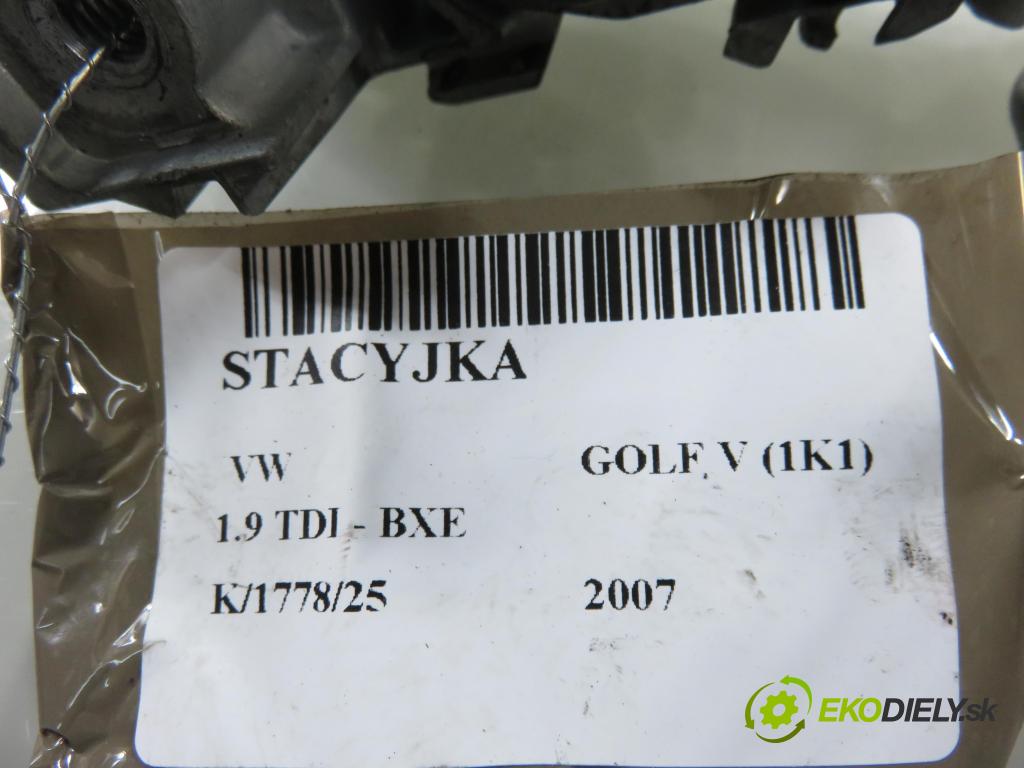 STACYJKA
VW GOLF V (1K1)
1.9 TDI - BXE
K/1778/25 2007
EKODIELY.sk